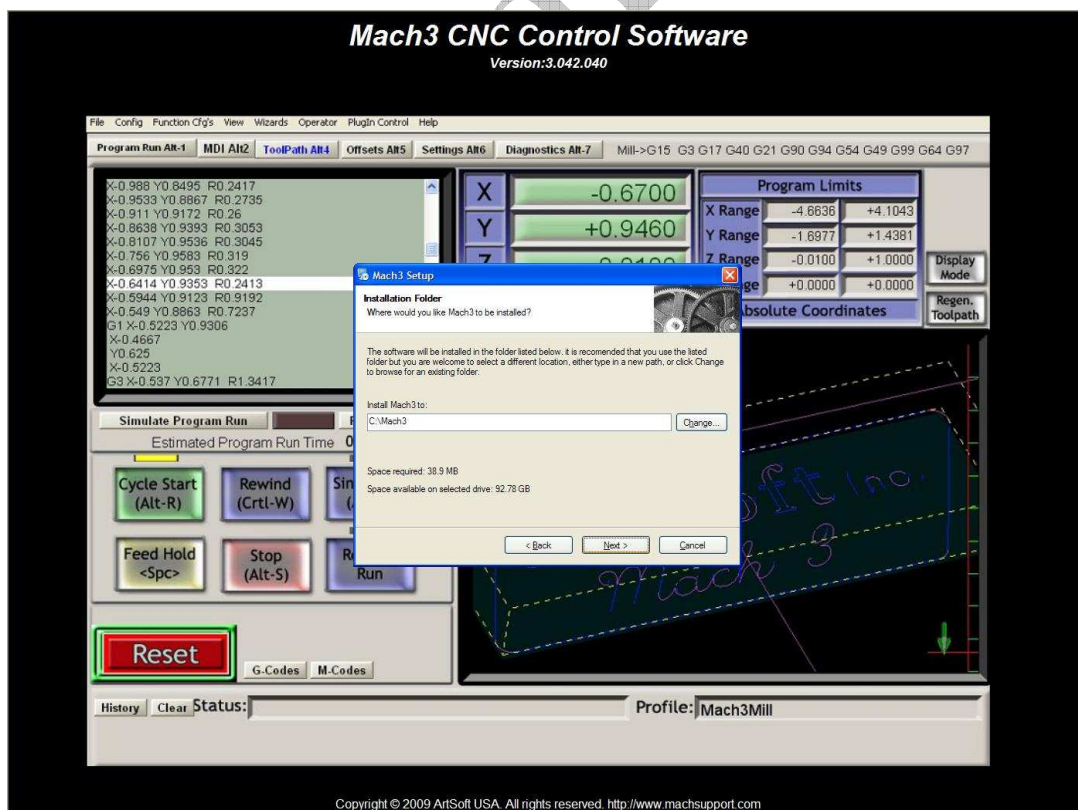 Mach3 CNC Control Software
Version:3.042.040
File Config Function Cfg's View Wizards Operator PlugIn Control Help
Program Run Alt-1 MDI Alt2 ToolPath Alt4 Offsets Alt5 Settings Alt6 Diagnostics Alt-7 Mill->G15 G3 G17 G40 G21 G90 G94 G54 G49 G99 G64 G97
X-0.988 Y0.8495 R0.2417
X-0.9533 Y0.8867 R0.2735
X-0.911 Y0.9172 R0.26
X-0.8638 Y0.9393 R0.3053
X-0.8107 Y0.9536 R0.3045
X-0.756 Y0.9583 R0.319
X-0.6975 Y0.953 R0.322
X-0.6414 Y0.9353 R0.2413
X-0.5944 Y0.9123 R0.9192
X-0.549 Y0.8863 R0.7237
G1 X-0.5223 Y0.9306
X-0.4667
Y0.625
X-0.5223
G3 X-0.537 Y0.6771 R1.3417
X -0.6700
Y +0.9460
Program Limits
X Range -4.6636 +4.1043
Y Range -1.6977 +1.4381
Z Range -0.0100 +1.0000
+0.0000 +0.0000
Coordinates
Display
Mode
Regen.
Toolpath
Mach3 Setup
Installation Folder
Where would you like Mach3 to be installed?
The software will be installed in the folder listed below. it is recomended that you use the listed
folder but you are welcome to select a different location, either type in a new path, or click Change
to browse for an existing folder.
Install Mach3 to:
C:\Mach3
Change...
Space required: 38.9 MB
Space available on selected drive: 92.78 GB
< Back Next > Cancel
Simulate Program Run
Estimated Program Run Time
Cycle Start
(Alt-R)
Rewind
(Crtl-W)
Feed Hold
<Spc>
Stop
(Alt-S)
Run
Inc.
Mach 3
Reset
G-Codes M-Codes
History Clear Status:
Profile: Mach3Mill
Copyright © 2009 ArtSoft USA. All rights reserved. http://www.machsupport.com